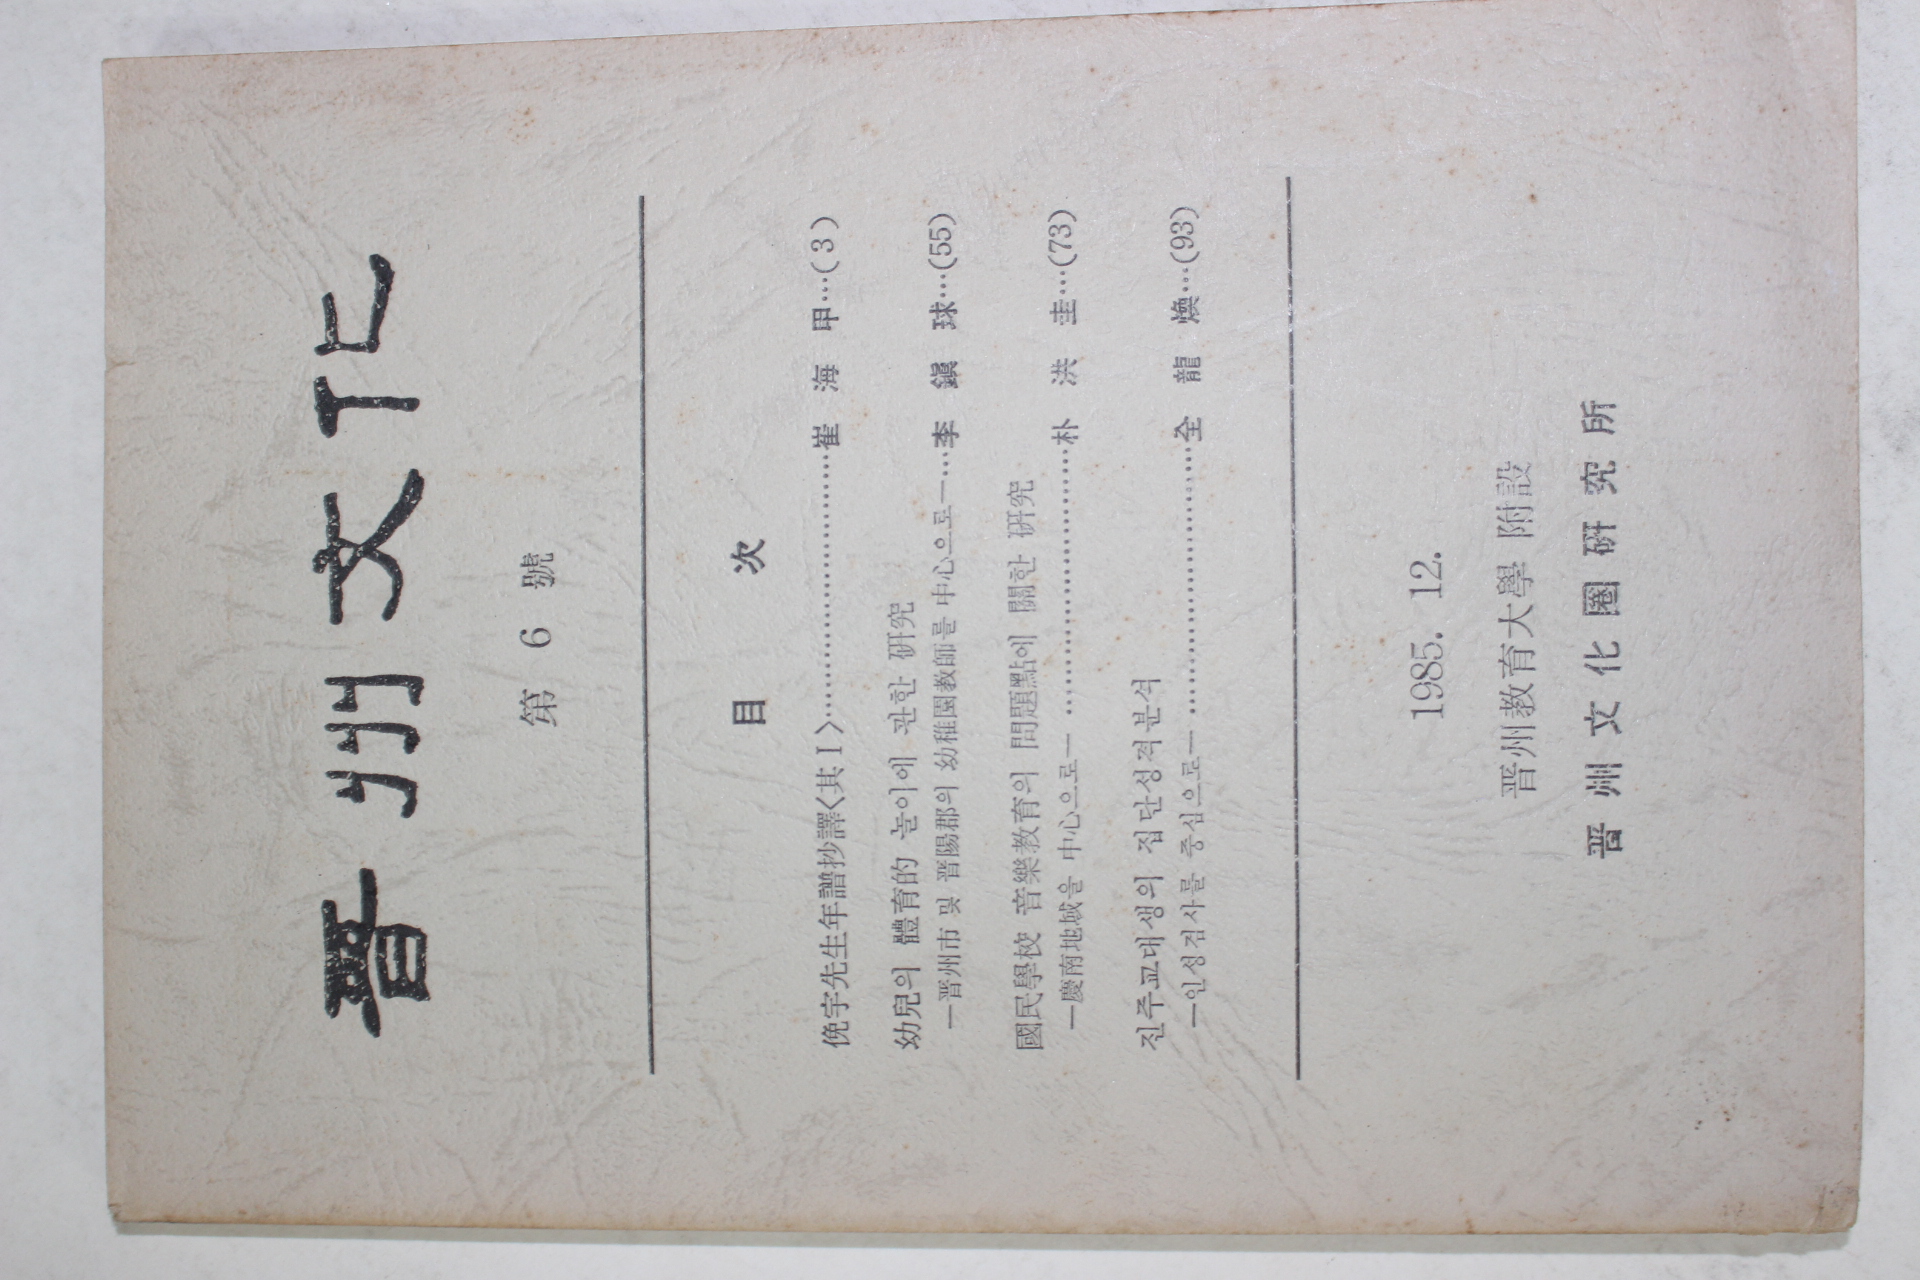 晋州文化
第 6 號
目 次
俛宇先生年譜抄譯<其 I>………………………崔 海 甲…( 3 )
幼兒의 體育的 놀이에 관한 硏究
—晋州市 및 晋陽郡의 幼稚園教師를 中心으로—…李 鎭 球…(55)
國民學校 音樂教育의 問題點에 關한 硏究
—慶南地域을 中心으로— ………………………朴 洪 圭…(73)
진주교대생의 집단성격분석
—인성검사를 중심으로— ………………………全 龍 煥…(93)
1985. 12.
晋州教育大學 附設
晋州文化圈硏究所